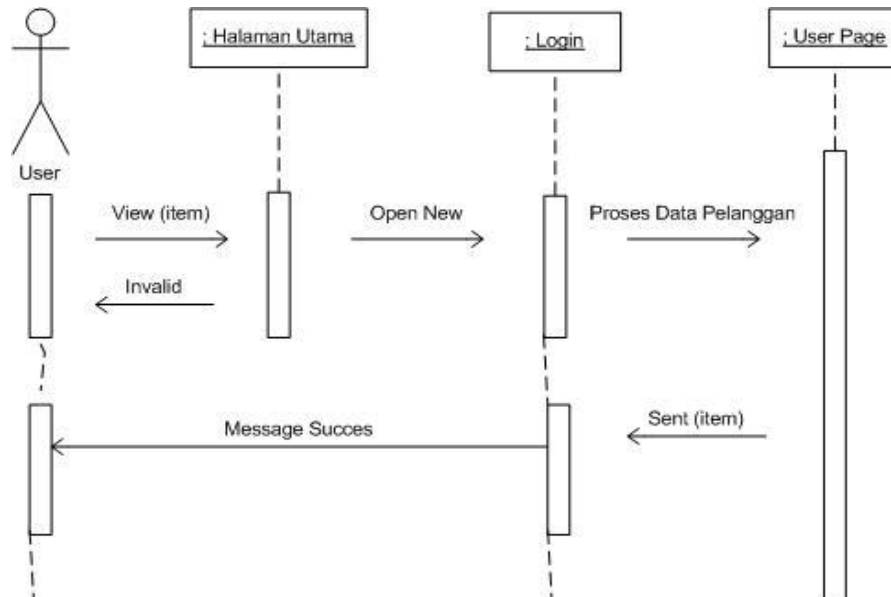 : Halaman Utama
: Login
: User Page
User
View (item)
Open New
Proses Data Pelanggan
Invalid
Sent (item)
Message Succes